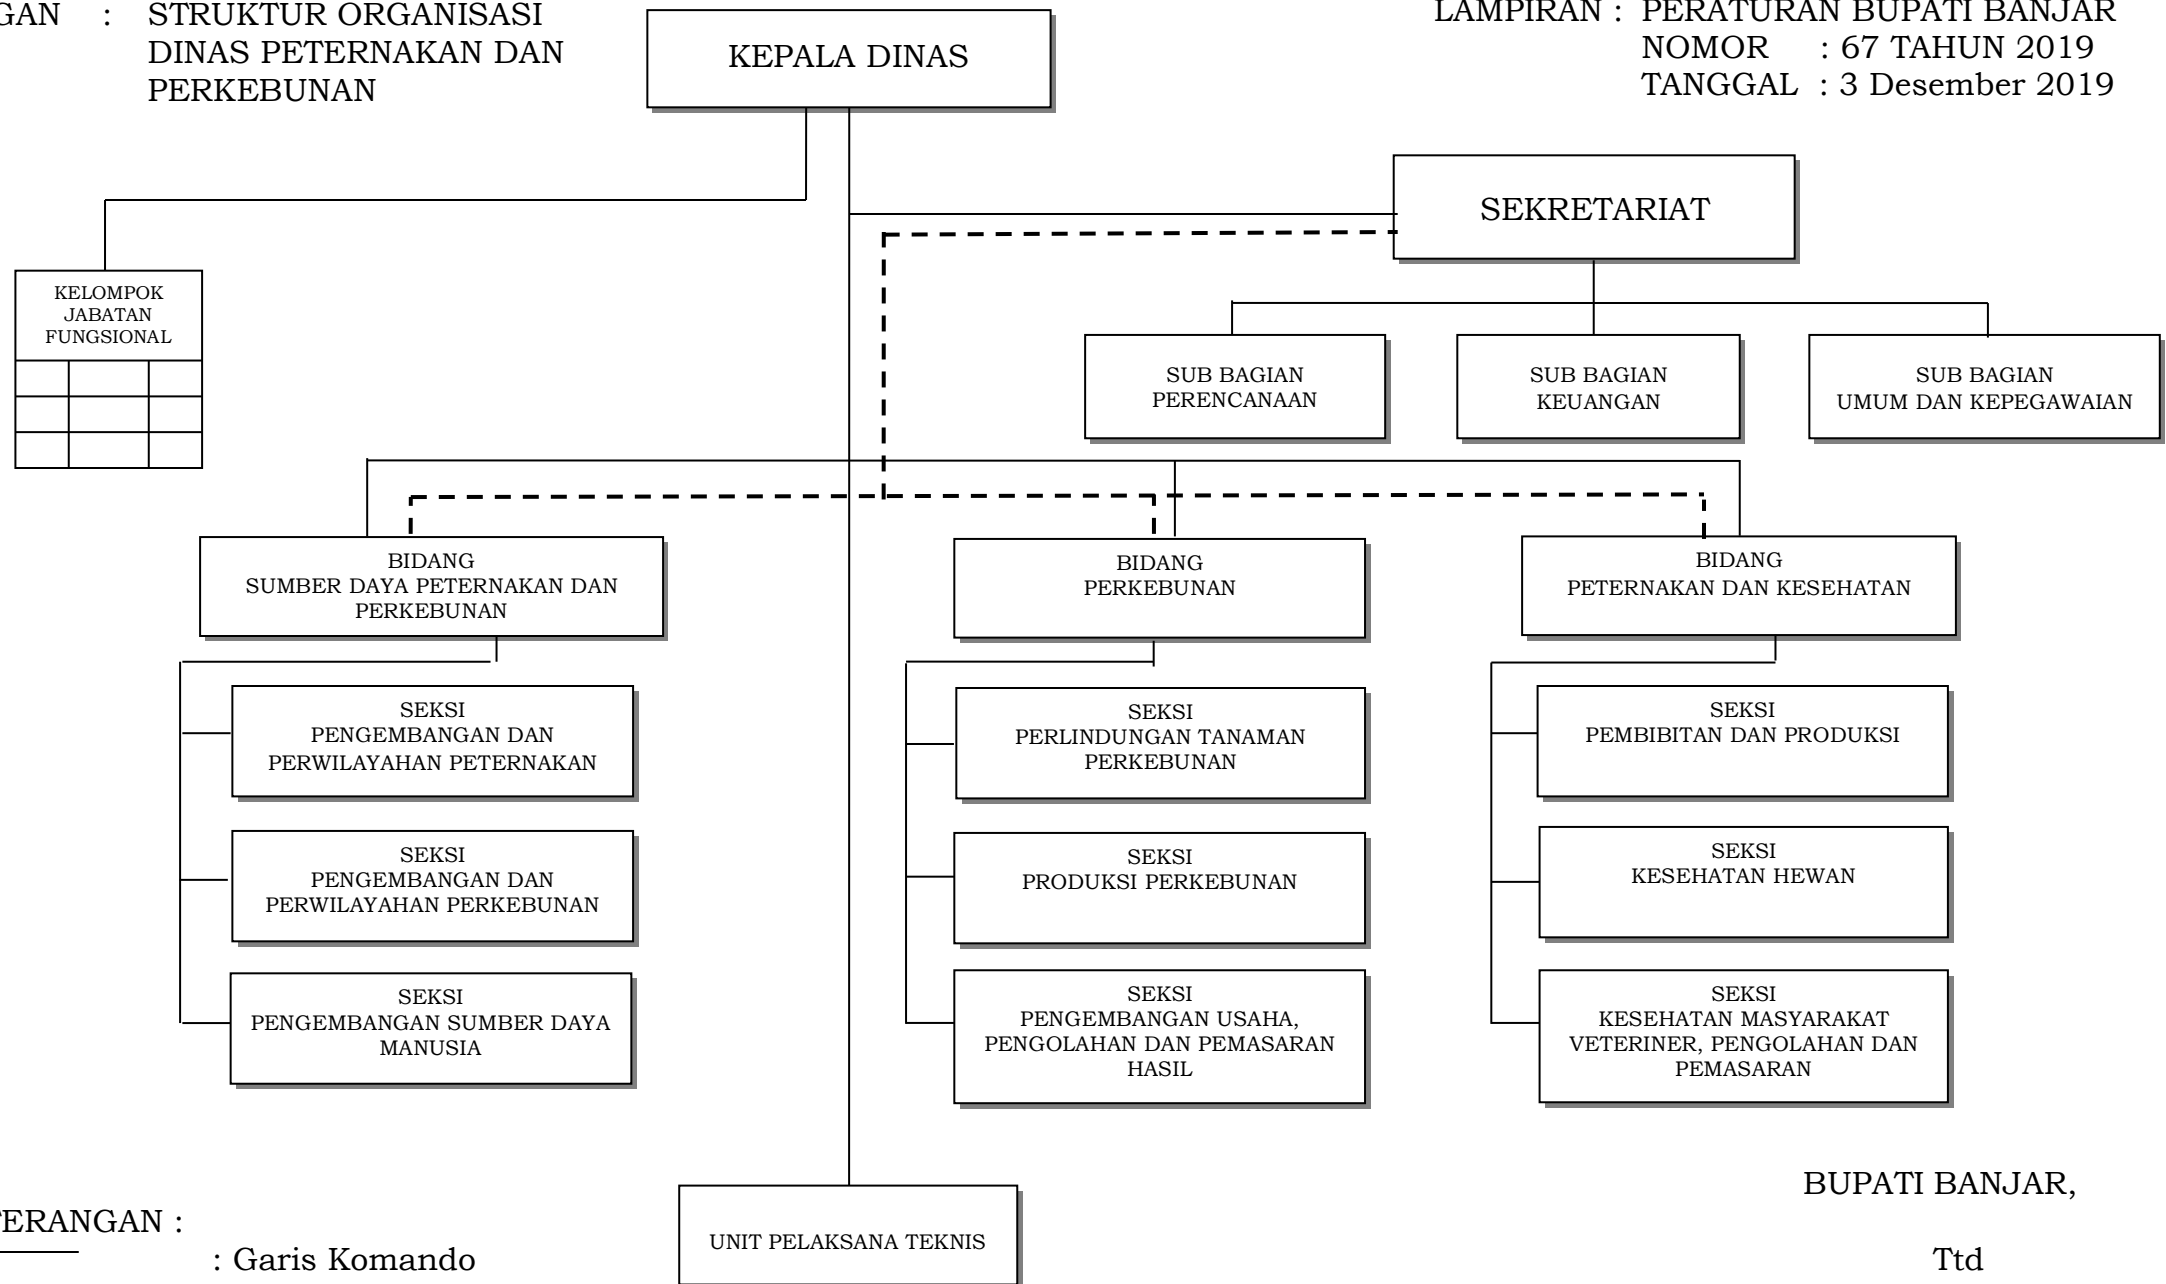 GAN : STRUKTUR ORGANISASI
DINAS PETERNAKAN DAN
PERKEBUNAN
LAMPIRAN : PERATURAN BUPATI BANJAR
NOMOR : 67 TAHUN 2019
TANGGAL : 3 Desember 2019
KEPALA DINAS
SEKRETARIAT
KELOMPOK
JABATAN
FUNGSIONAL
SUB BAGIAN
PERENCANAAN
SUB BAGIAN
KEUANGAN
SUB BAGIAN
UMUM DAN KEPEGAWAIAN
BIDANG
SUMBER DAYA PETERNAKAN DAN
PERKEBUNAN
BIDANG
PERKEBUNAN
BIDANG
PETERNAKAN DAN KESEHATAN
SEKSI
PENGEMBANGAN DAN
PERWILAYAHAN PETERNAKAN
SEKSI
PERLINDUNGAN TANAMAN
PERKEBUNAN
SEKSI
PEMBIBITAN DAN PRODUKSI
SEKSI
PENGEMBANGAN DAN
PERWILAYAHAN PERKEBUNAN
SEKSI
PRODUKSI PERKEBUNAN
SEKSI
KESEHATAN HEWAN
SEKSI
PENGEMBANGAN SUMBER DAYA
MANUSIA
SEKSI
PENGEMBANGAN USAHA,
PENGOLAHAN DAN PEMASARAN
HASIL
SEKSI
KESEHATAN MASYARAKAT
VETERINER, PENGOLAHAN DAN
PEMASARAN
UNIT PELAKSANA TEKNIS
TERANGAN :
: Garis Komando
BUPATI BANJAR,
Ttd